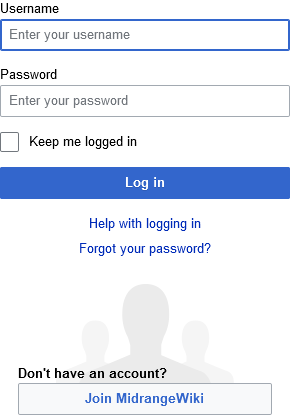 Username
Enter your username
Password
Enter your password
Keep me logged in
Log in
Help with logging in
Forgot your password?
Don't have an account?
Join MidrangeWiki